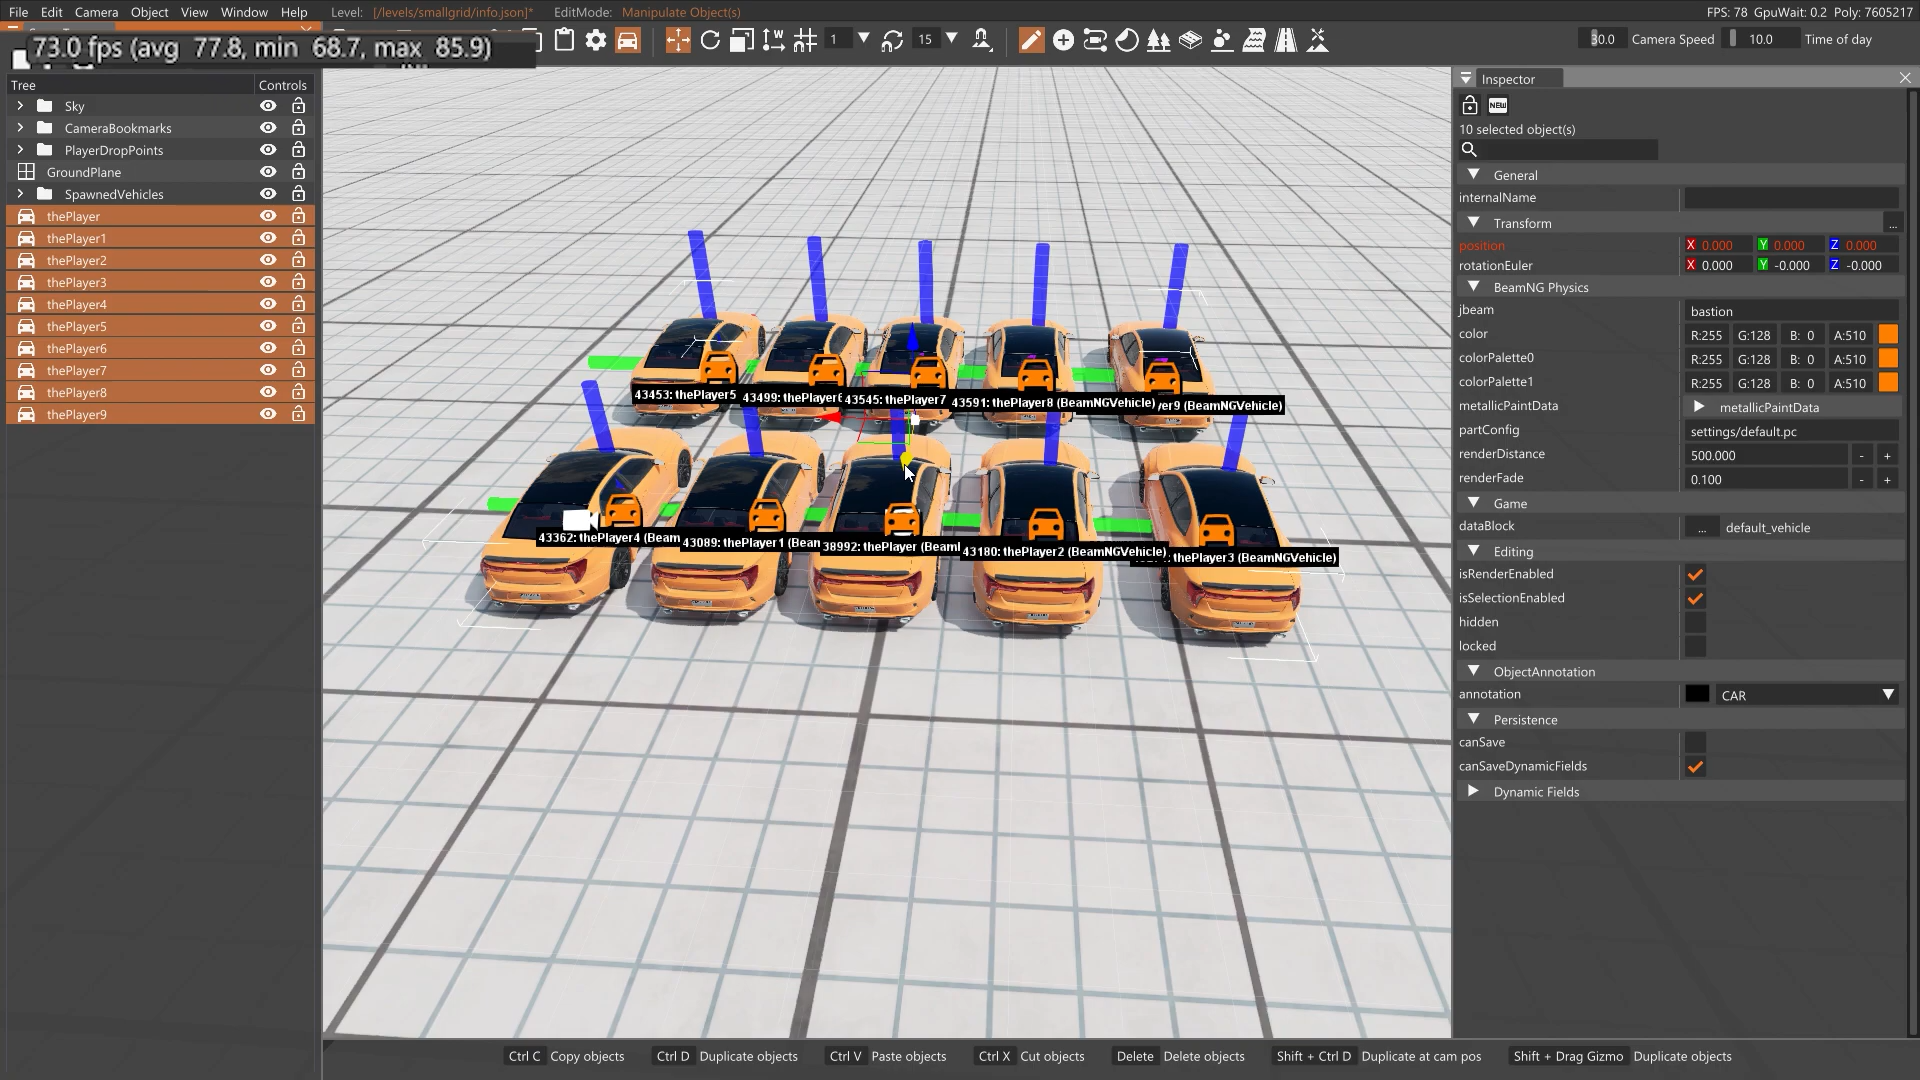 File Edit Camera Object View Window Help Level: [/levels/smallgrid/info.json]* EditMode: Manipulate Object(s) FPS: 78 GpuWait: 0.2 Poly: 7605217
73.0 fps (avg 77.8, min 68.7, max 85.9)
1 15 30.0 Camera Speed 10.0 Time of day
Tree Controls
Sky
CameraBookmarks
PlayerDropPoints
GroundPlane
SpawnedVehicles
thePlayer
thePlayer1
thePlayer2
thePlayer3
thePlayer4
thePlayer5
thePlayer6
thePlayer7
thePlayer8
thePlayer9
43453: thePlayer5
43499: thePlayer6
43545: thePlayer7
43591: thePlayer8 (BeamNGVehicle)
yer9 (BeamNGVehicle)
43362: thePlayer4 (Beam
43089: thePlayer1 (Bean
38992: thePlayer (BeamI
43180: thePlayer2 (BeamNGVehicle)
thePlayer3 (BeamNGVehicle)
Inspector
NEW
10 selected object(s)
General
internalName
Transform ...
position X 0.000 Y 0.000 Z 0.000
rotationEuler X 0.000 Y -0.000 Z -0.000
BeamNG Physics
jbeam bastion
color R:255 G:128 B: 0 A:510
colorPalette0 R:255 G:128 B: 0 A:510
colorPalette1 R:255 G:128 B: 0 A:510
metallicPaintData metallicPaintData
partConfig settings/default.pc
renderDistance 500.000 - +
renderFade 0.100 - +
Game
dataBlock ... default_vehicle
Editing
isRenderEnabled
isSelectionEnabled
hidden
locked
ObjectAnnotation
annotation CAR
Persistence
canSave
canSaveDynamicFields
Dynamic Fields
Ctrl C Copy objects Ctrl D Duplicate objects Ctrl V Paste objects Ctrl X Cut objects Delete Delete objects Shift + Ctrl D Duplicate at cam pos Shift + Drag Gizmo Duplicate objects